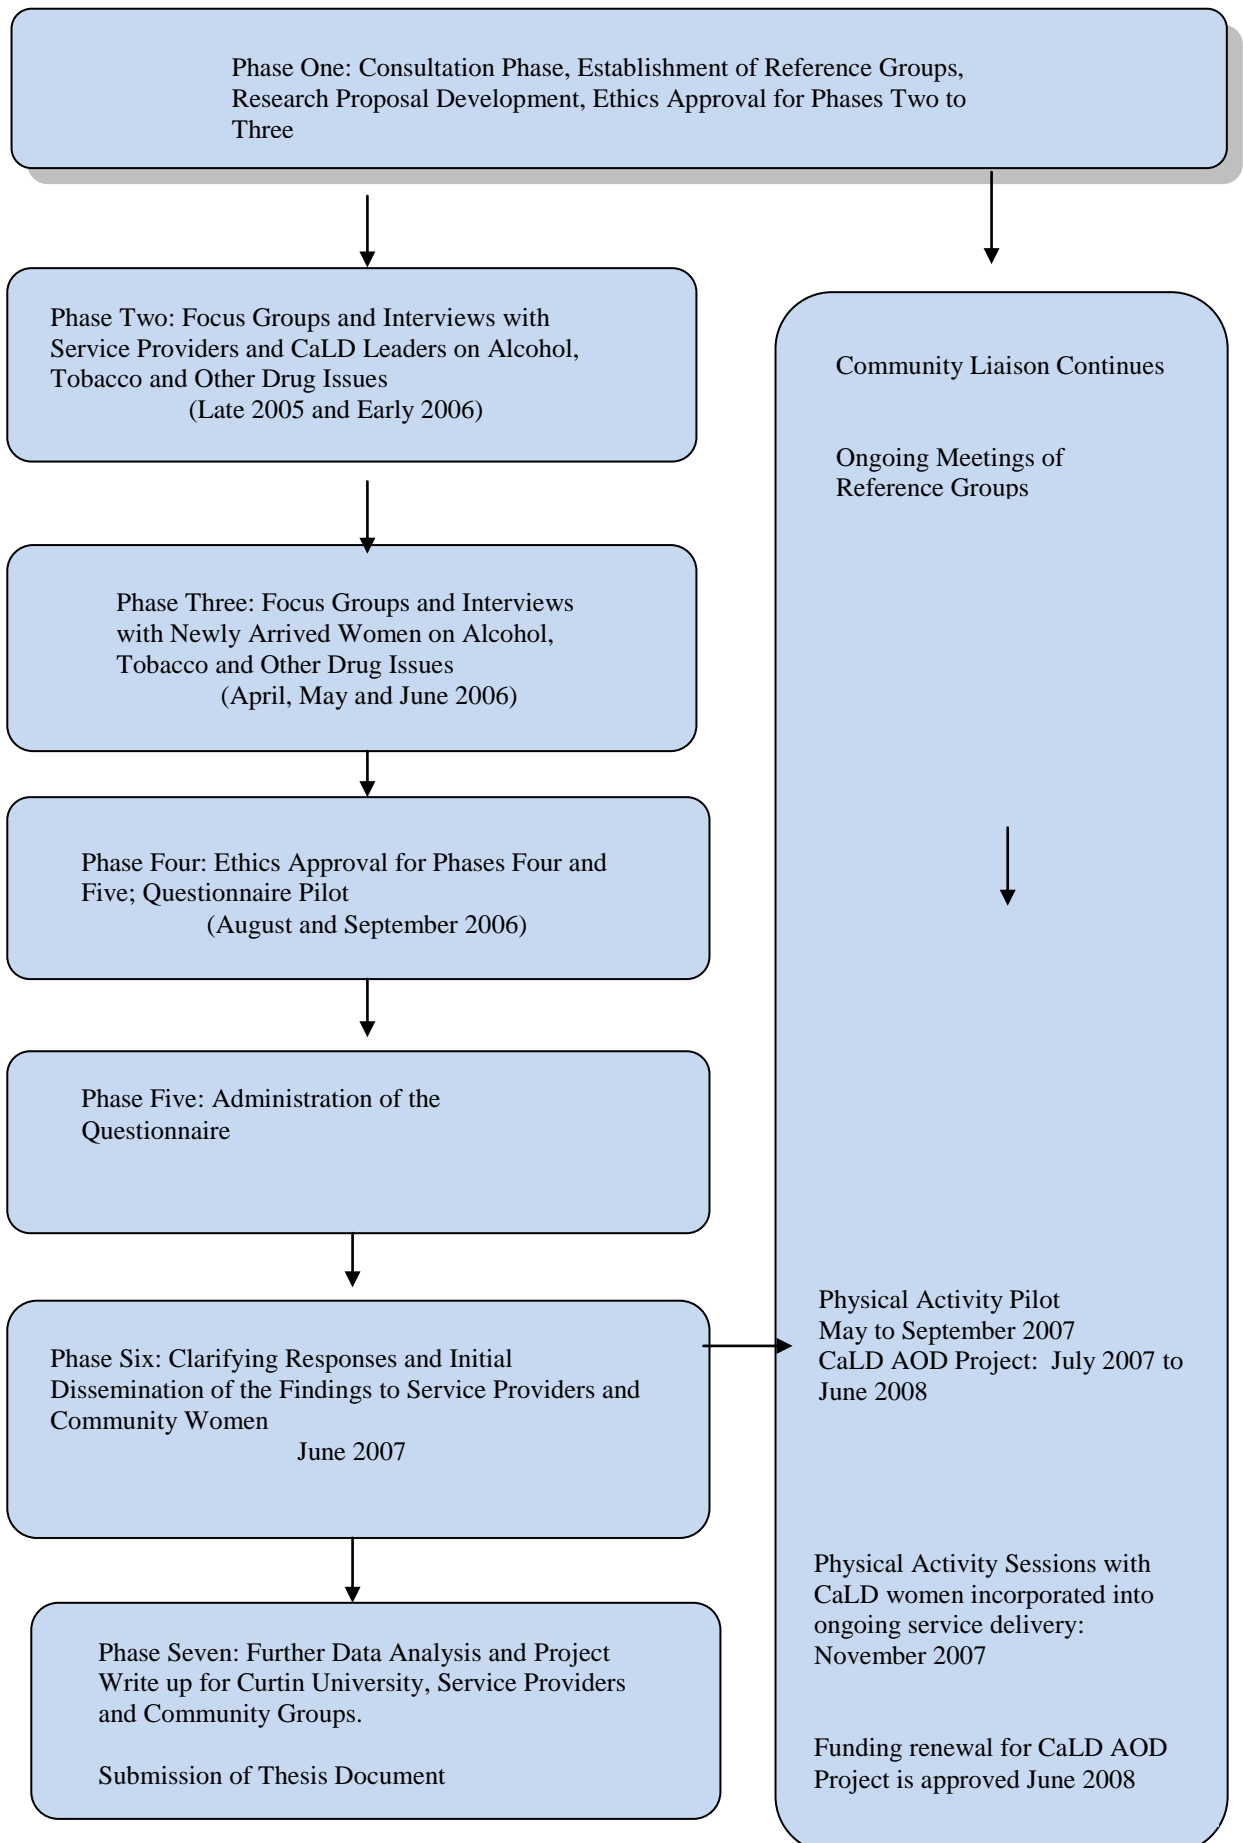 Phase One: Consultation Phase, Establishment of Reference Groups,
Research Proposal Development, Ethics Approval for Phases Two to
Three
Phase Two: Focus Groups and Interviews with
Service Providers and CaLD Leaders on Alcohol,
Tobacco and Other Drug Issues
(Late 2005 and Early 2006)
Phase Three: Focus Groups and Interviews
with Newly Arrived Women on Alcohol,
Tobacco and Other Drug Issues
(April, May and June 2006)
Phase Four: Ethics Approval for Phases Four and
Five; Questionnaire Pilot
(August and September 2006)
Phase Five: Administration of the
Questionnaire
Phase Six: Clarifying Responses and Initial
Dissemination of the Findings to Service Providers and
Community Women
June 2007
Phase Seven: Further Data Analysis and Project
Write up for Curtin University, Service Providers
and Community Groups.
Submission of Thesis Document
Community Liaison Continues
Ongoing Meetings of
Reference Groups
Physical Activity Pilot
May to September 2007
CaLD AOD Project: July 2007 to
June 2008
Physical Activity Sessions with
CaLD women incorporated into
ongoing service delivery:
November 2007
Funding renewal for CaLD AOD
Project is approved June 2008